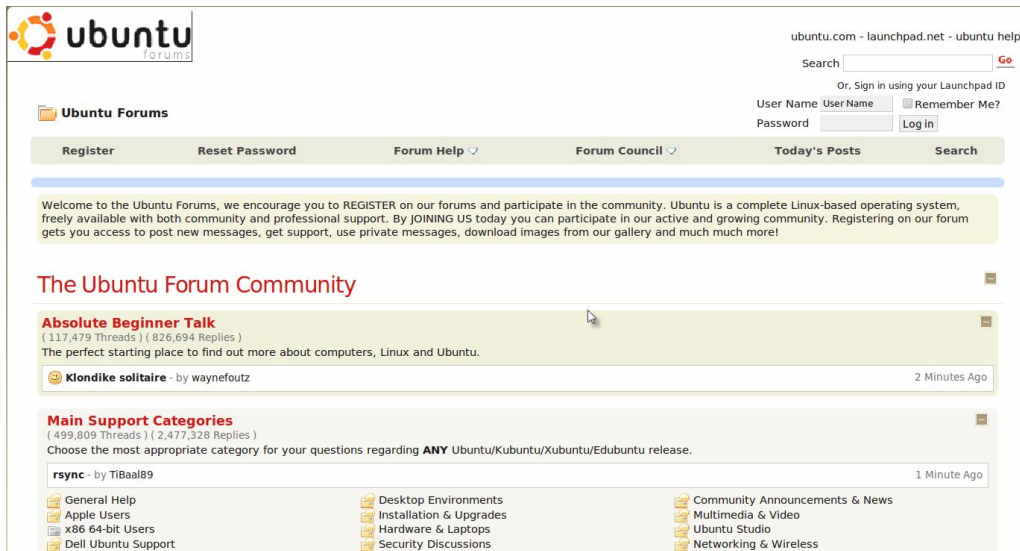 ubuntu
forums
ubuntu.com - launchpad.net - ubuntu help
Search
Go
Or, Sign in using your Launchpad ID
Ubuntu Forums
User Name User Name Remember Me?
Password Log in
Register Reset Password Forum Help Forum Council Today's Posts Search
Welcome to the Ubuntu Forums, we encourage you to REGISTER on our forums and participate in the community. Ubuntu is a complete Linux-based operating system,
freely available with both community and professional support. By JOINING US today you can participate in our active and growing community. Registering on our forum
gets you access to post new messages, get support, use private messages, download images from our gallery and much much more!
The Ubuntu Forum Community
Absolute Beginner Talk
( 117,479 Threads ) ( 826,694 Replies )
The perfect starting place to find out more about computers, Linux and Ubuntu.
Klondike solitaire - by waynefoutz 2 Minutes Ago
Main Support Categories
( 499,809 Threads ) ( 2,477,328 Replies )
Choose the most appropriate category for your questions regarding ANY Ubuntu/Kubuntu/Xubuntu/Edubuntu release.
rsync - by TiBaal89 1 Minute Ago
General Help Desktop Environments Community Announcements & News
Apple Users Installation & Upgrades Multimedia & Video
x86 64-bit Users Hardware & Laptops Ubuntu Studio
Dell Ubuntu Support Security Discussions Networking & Wireless